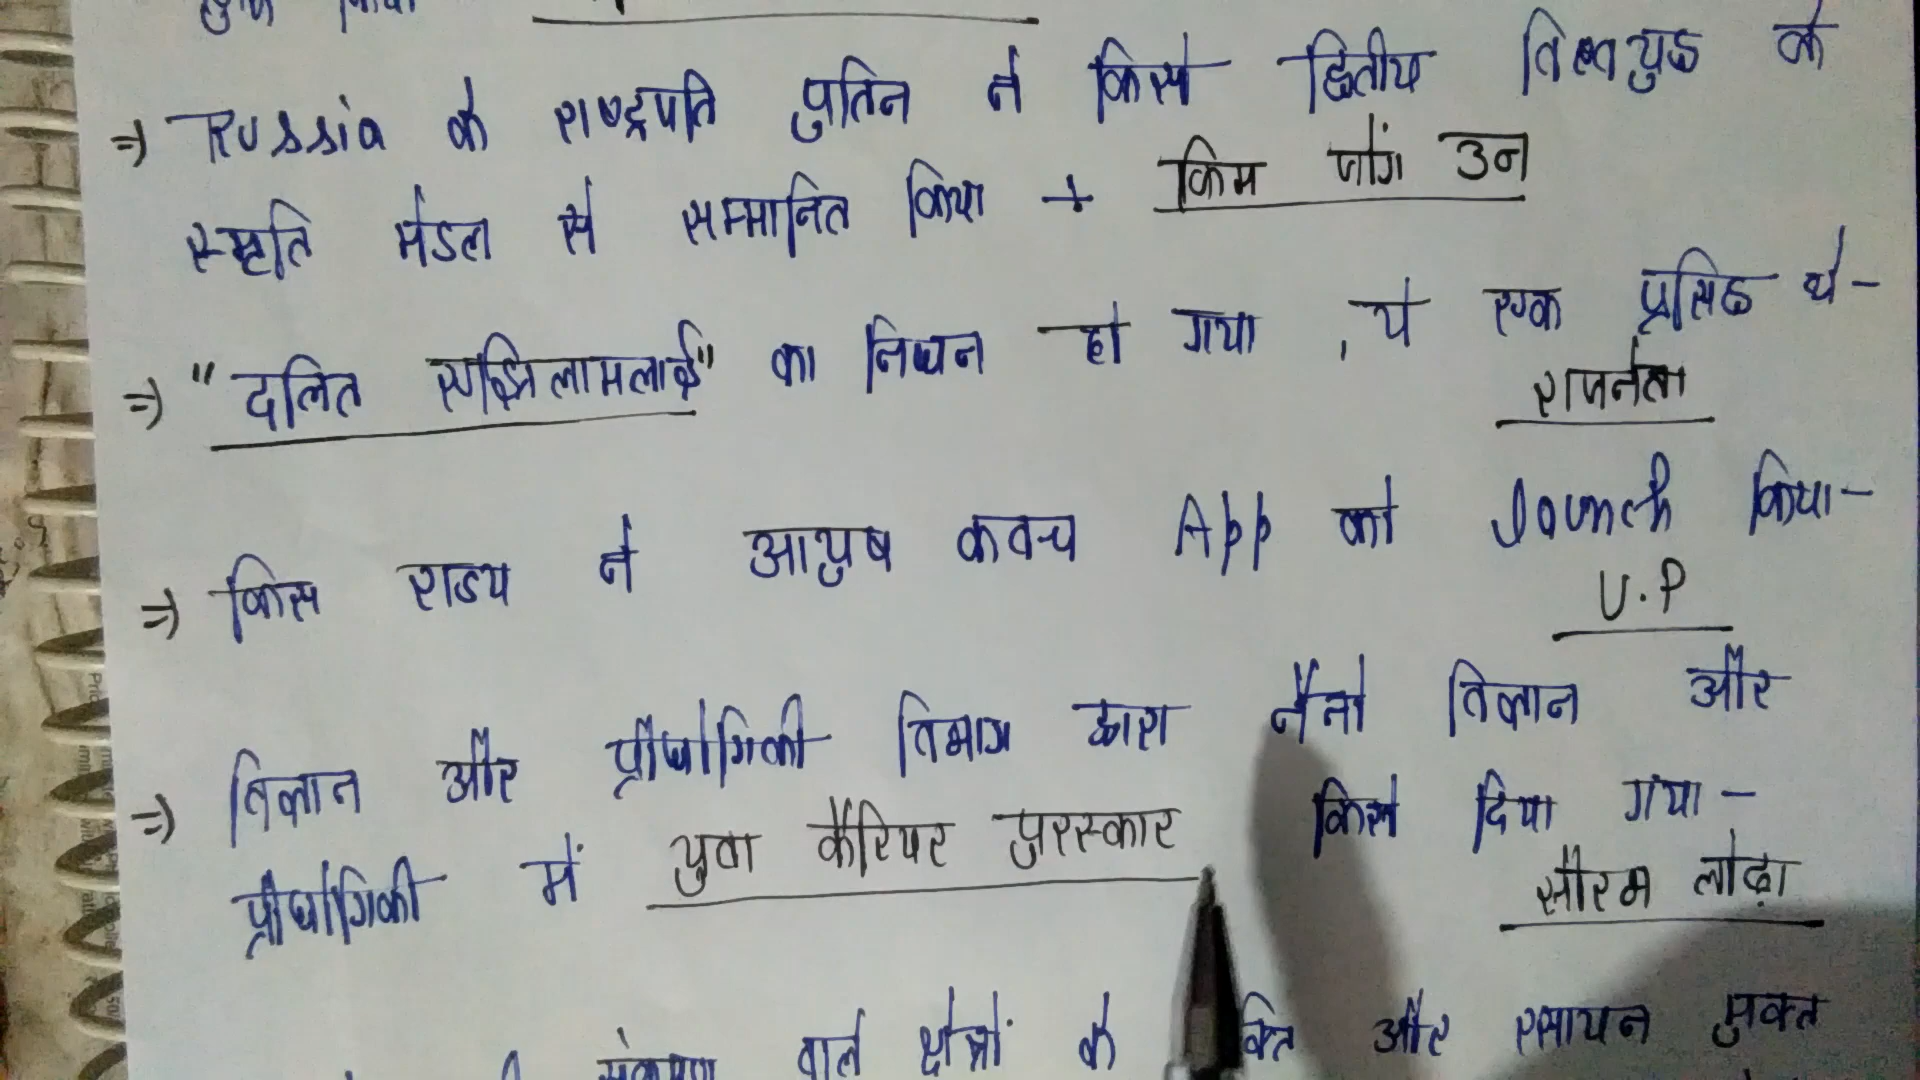 =) Russia के राष्ट्रपति पुतिन ने किसे द्वितीय विश्वयुद्ध के
स्मृति मेडल से सम्मानित किया → किम जोंग उन
=) "दलित एझिलमलाई" का निधन हो गया, ये एक प्रसिद्ध थे-
राजनेता
=) किस राज्य ने आयुष कवच App को launch किया-
U.P
=) विज्ञान और प्रौद्योगिकी विभाग द्वारा नैनो विज्ञान और
प्रौद्योगिकी में युवा कैरियर पुरस्कार किसे दिया गया-
सौरभ लोढ़ा
वाले क्षेत्रों के और रसायन मुक्त